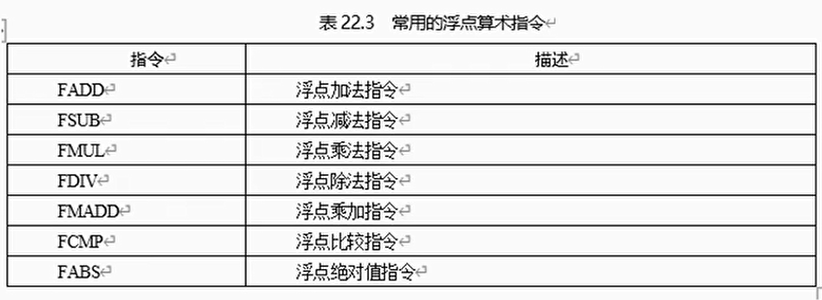 表 22.3 常用的浮点算术指令
指令 描述
FADD 浮点加法指令
FSUB 浮点减法指令
FMUL 浮点乘法指令
FDIV 浮点除法指令
FMADD 浮点乘加指令
FCMP 浮点比较指令
FABS 浮点绝对值指令